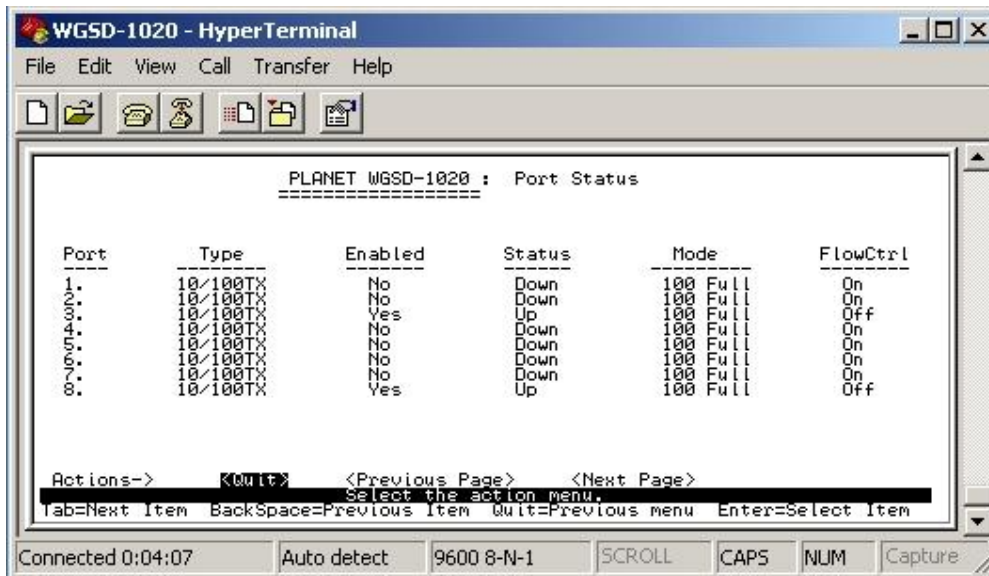 WGSD-1020 - HyperTerminal
File Edit View Call Transfer Help
PLANET WGSD-1020 : Port Status
==================
Port Type Enabled Status Mode FlowCtrl
---- -------- ------- ------ --------- --------
1. 10/100TX No Down 100 Full On
2. 10/100TX No Down 100 Full On
3. 10/100TX Yes Up 100 Full Off
4. 10/100TX No Down 100 Full On
5. 10/100TX No Down 100 Full On
6. 10/100TX No Down 100 Full On
7. 10/100TX No Down 100 Full On
8. 10/100TX Yes Up 100 Full Off
Actions-> <Quit> <Previous Page> <Next Page>
Select the action menu.
Tab=Next Item BackSpace=Previous Item Quit=Previous menu Enter=Select Item
Connected 0:04:07 Auto detect 9600 8-N-1 SCROLL CAPS NUM Capture